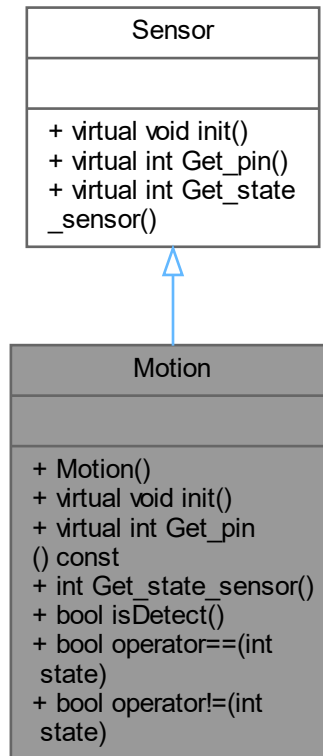 Sensor
+ virtual void init()
+ virtual int Get_pin()
+ virtual int Get_state
_sensor()
Motion
+ Motion()
+ virtual void init()
+ virtual int Get_pin
() const
+ int Get_state_sensor()
+ bool isDetect()
+ bool operator==(int
state)
+ bool operator!=(int
state)